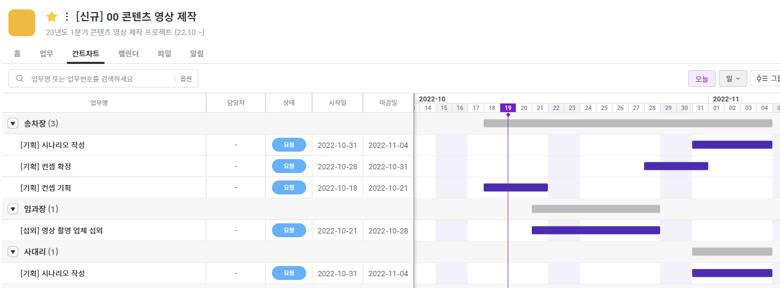 [신규] 00 콘텐츠 영상 제작
23년도 1분기 콘텐츠 영상 제작 프로젝트 (22.10 ~)
홈 업무 간트차트 캘린더 파일 알림
업무명 또는 업무번호를 검색하세요 옵션 오늘 월
업무명 담당자 상태 시작일 마감일 2022-10 2022-11
14 15 16 17 18 19 20 21 22 23 24 25 26 27 28 29 30 31 01 02 03 04
송차장 (3)
[기획] 시나리오 작성 - 요청 2022-10-31 2022-11-04
[기획] 컨셉 확정 - 요청 2022-10-28 2022-10-31
[기획] 컨셉 기획 - 요청 2022-10-18 2022-10-21
임과장 (1)
[섭외] 영상 촬영 업체 섭외 - 요청 2022-10-21 2022-10-28
사대리 (1)
[기획] 시나리오 작성 - 요청 2022-10-31 2022-11-04